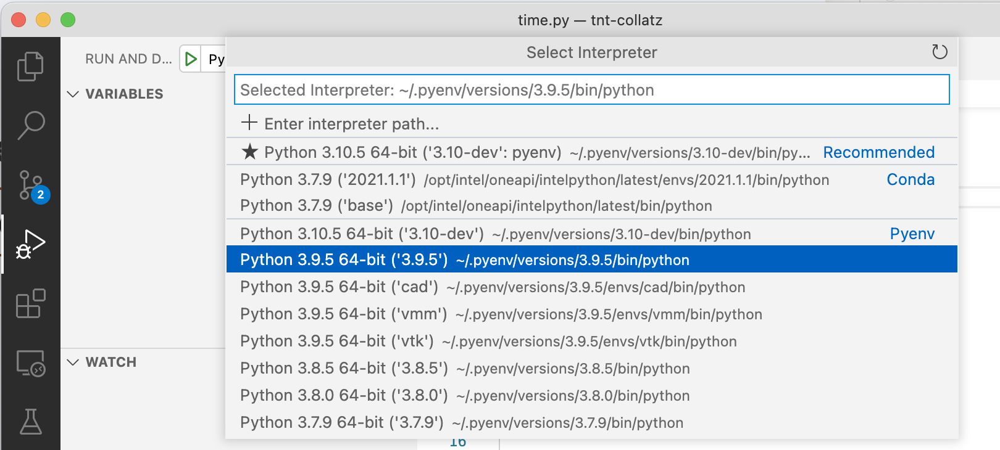 time.py — tnt-collatz
RUN AND D... Py
Select Interpreter
Selected Interpreter: ~/.pyenv/versions/3.9.5/bin/python
VARIABLES
Enter interpreter path...
★ Python 3.10.5 64-bit ('3.10-dev': pyenv) ~/.pyenv/versions/3.10-dev/bin/py... Recommended
Python 3.7.9 ('2021.1.1') /opt/intel/oneapi/intelpython/latest/envs/2021.1.1/bin/python Conda
Python 3.7.9 ('base') /opt/intel/oneapi/intelpython/latest/bin/python
2
Python 3.10.5 64-bit ('3.10-dev') ~/.pyenv/versions/3.10-dev/bin/python Pyenv
Python 3.9.5 64-bit ('3.9.5') ~/.pyenv/versions/3.9.5/bin/python
Python 3.9.5 64-bit ('cad') ~/.pyenv/versions/3.9.5/envs/cad/bin/python
Python 3.9.5 64-bit ('vmm') ~/.pyenv/versions/3.9.5/envs/vmm/bin/python
Python 3.9.5 64-bit ('vtk') ~/.pyenv/versions/3.9.5/envs/vtk/bin/python
WATCH
Python 3.8.5 64-bit ('3.8.5') ~/.pyenv/versions/3.8.5/bin/python
Python 3.8.0 64-bit ('3.8.0') ~/.pyenv/versions/3.8.0/bin/python
Python 3.7.9 64-bit ('3.7.9') ~/.pyenv/versions/3.7.9/bin/python
16